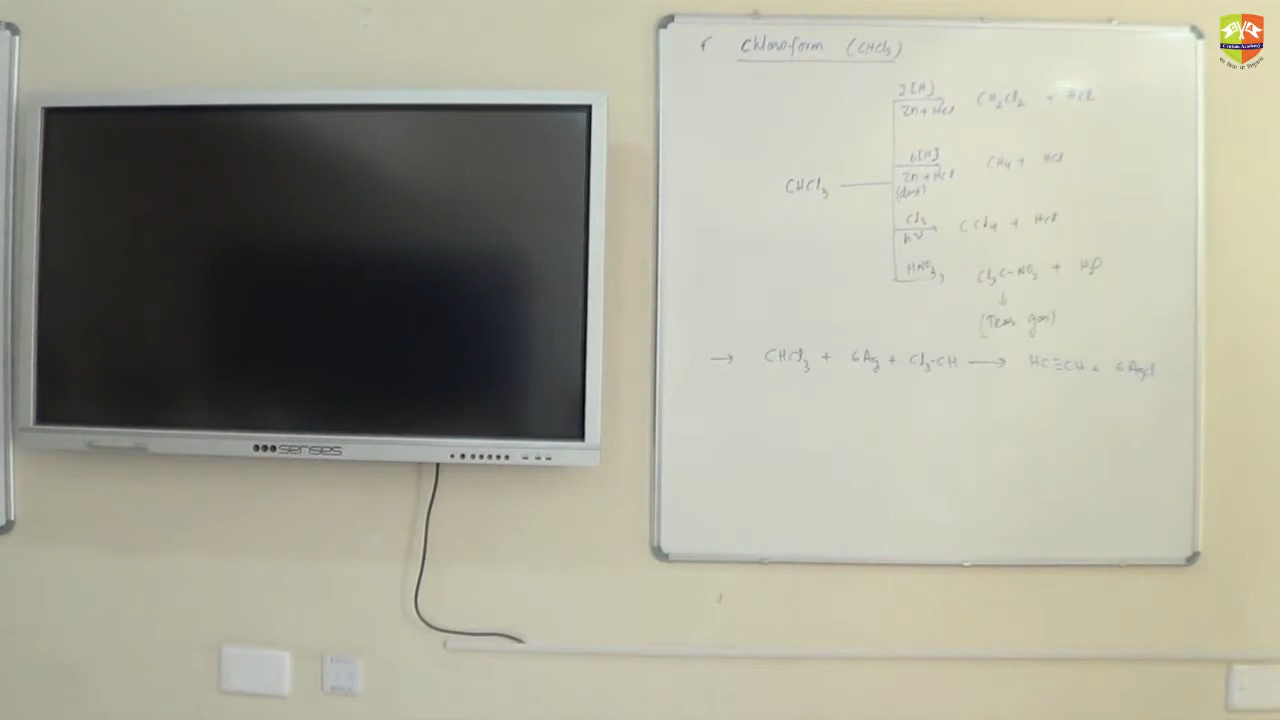 Chloroform (CHCl3)
2[H]
Zn + HCl
CH2Cl2 + HCl
6[H]
Zn + HCl
CH4 + HCl
CHCl3
Cl2
hν
CCl4 + HCl
HNO3
Cl3C-NO2 + H2O
↓
(Tear gas)
→ CHCl3 + 6Ag + Cl3-CH → HC≡CH + 6AgCl
senses